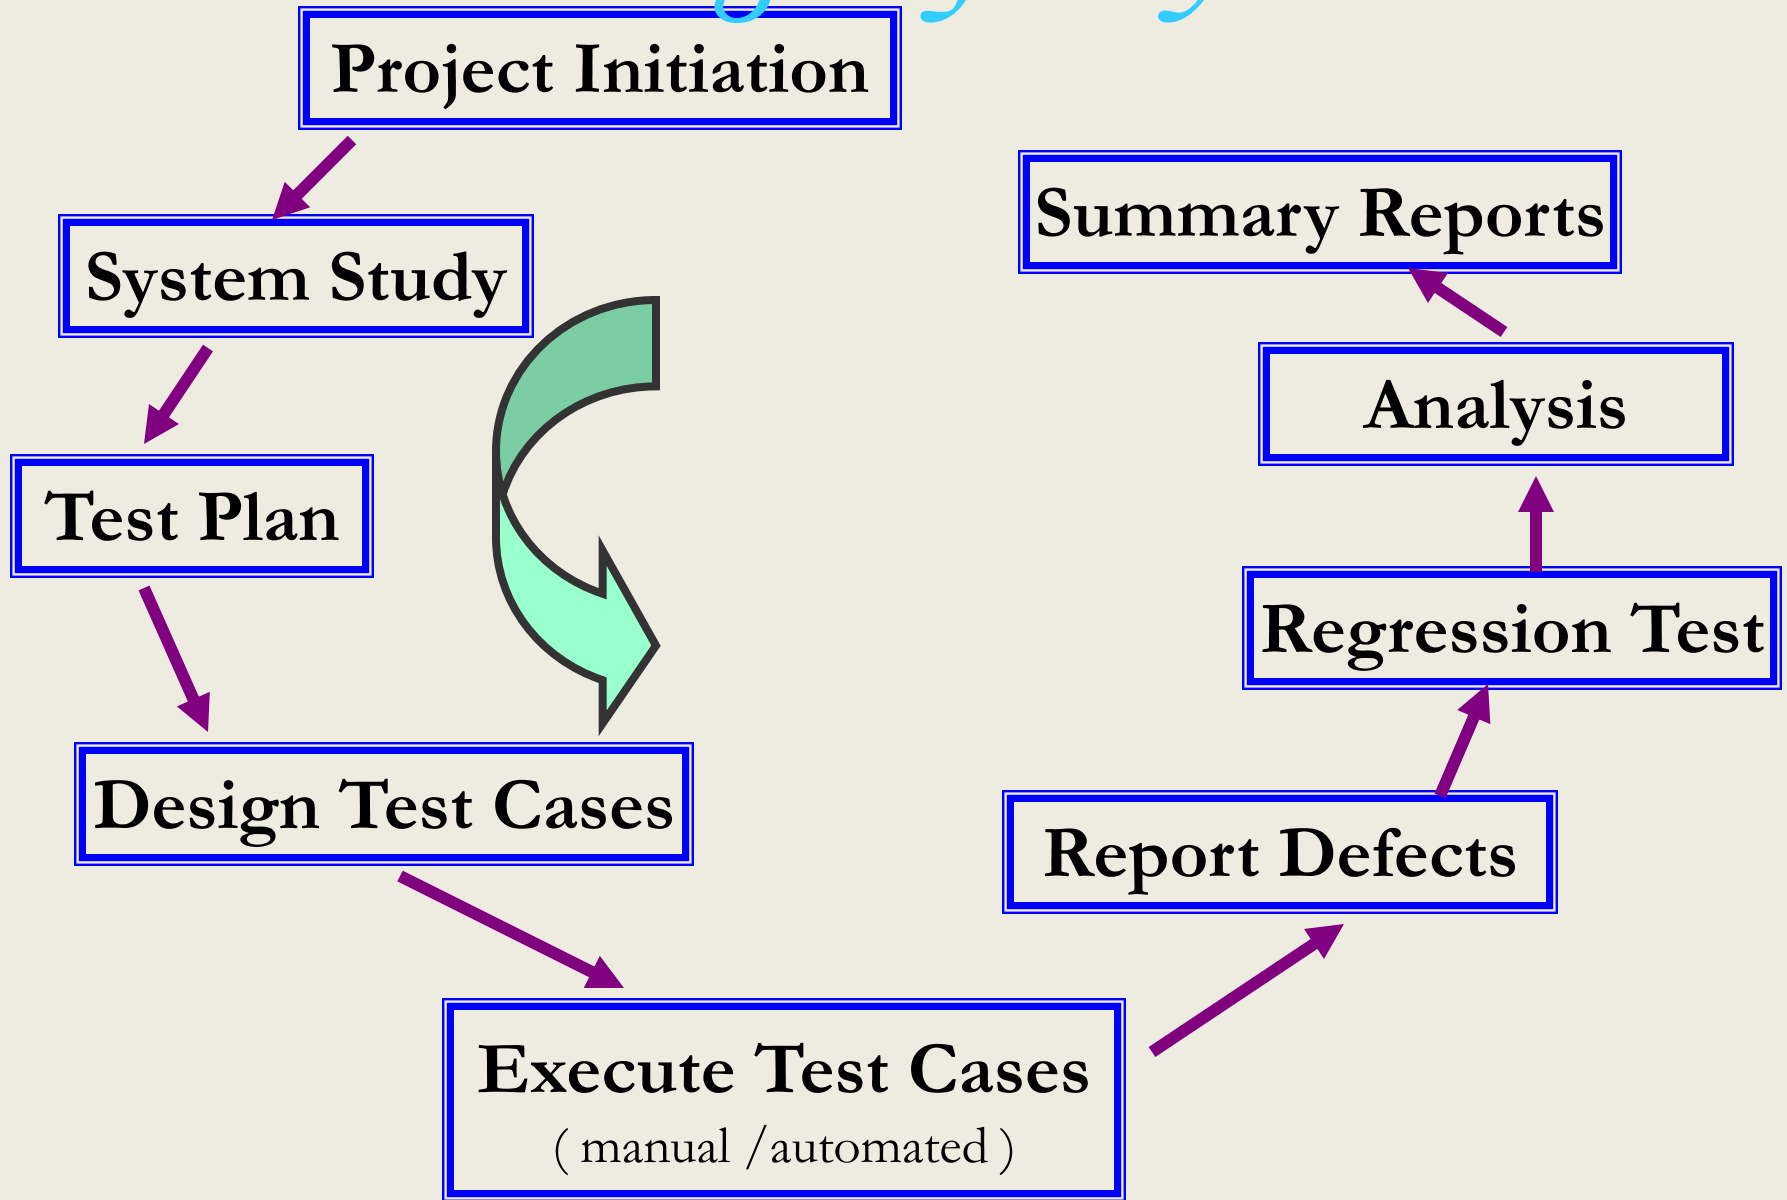 Project Initiation
System Study
Test Plan
Design Test Cases
Execute Test Cases
( manual /automated )
Report Defects
Regression Test
Analysis
Summary Reports